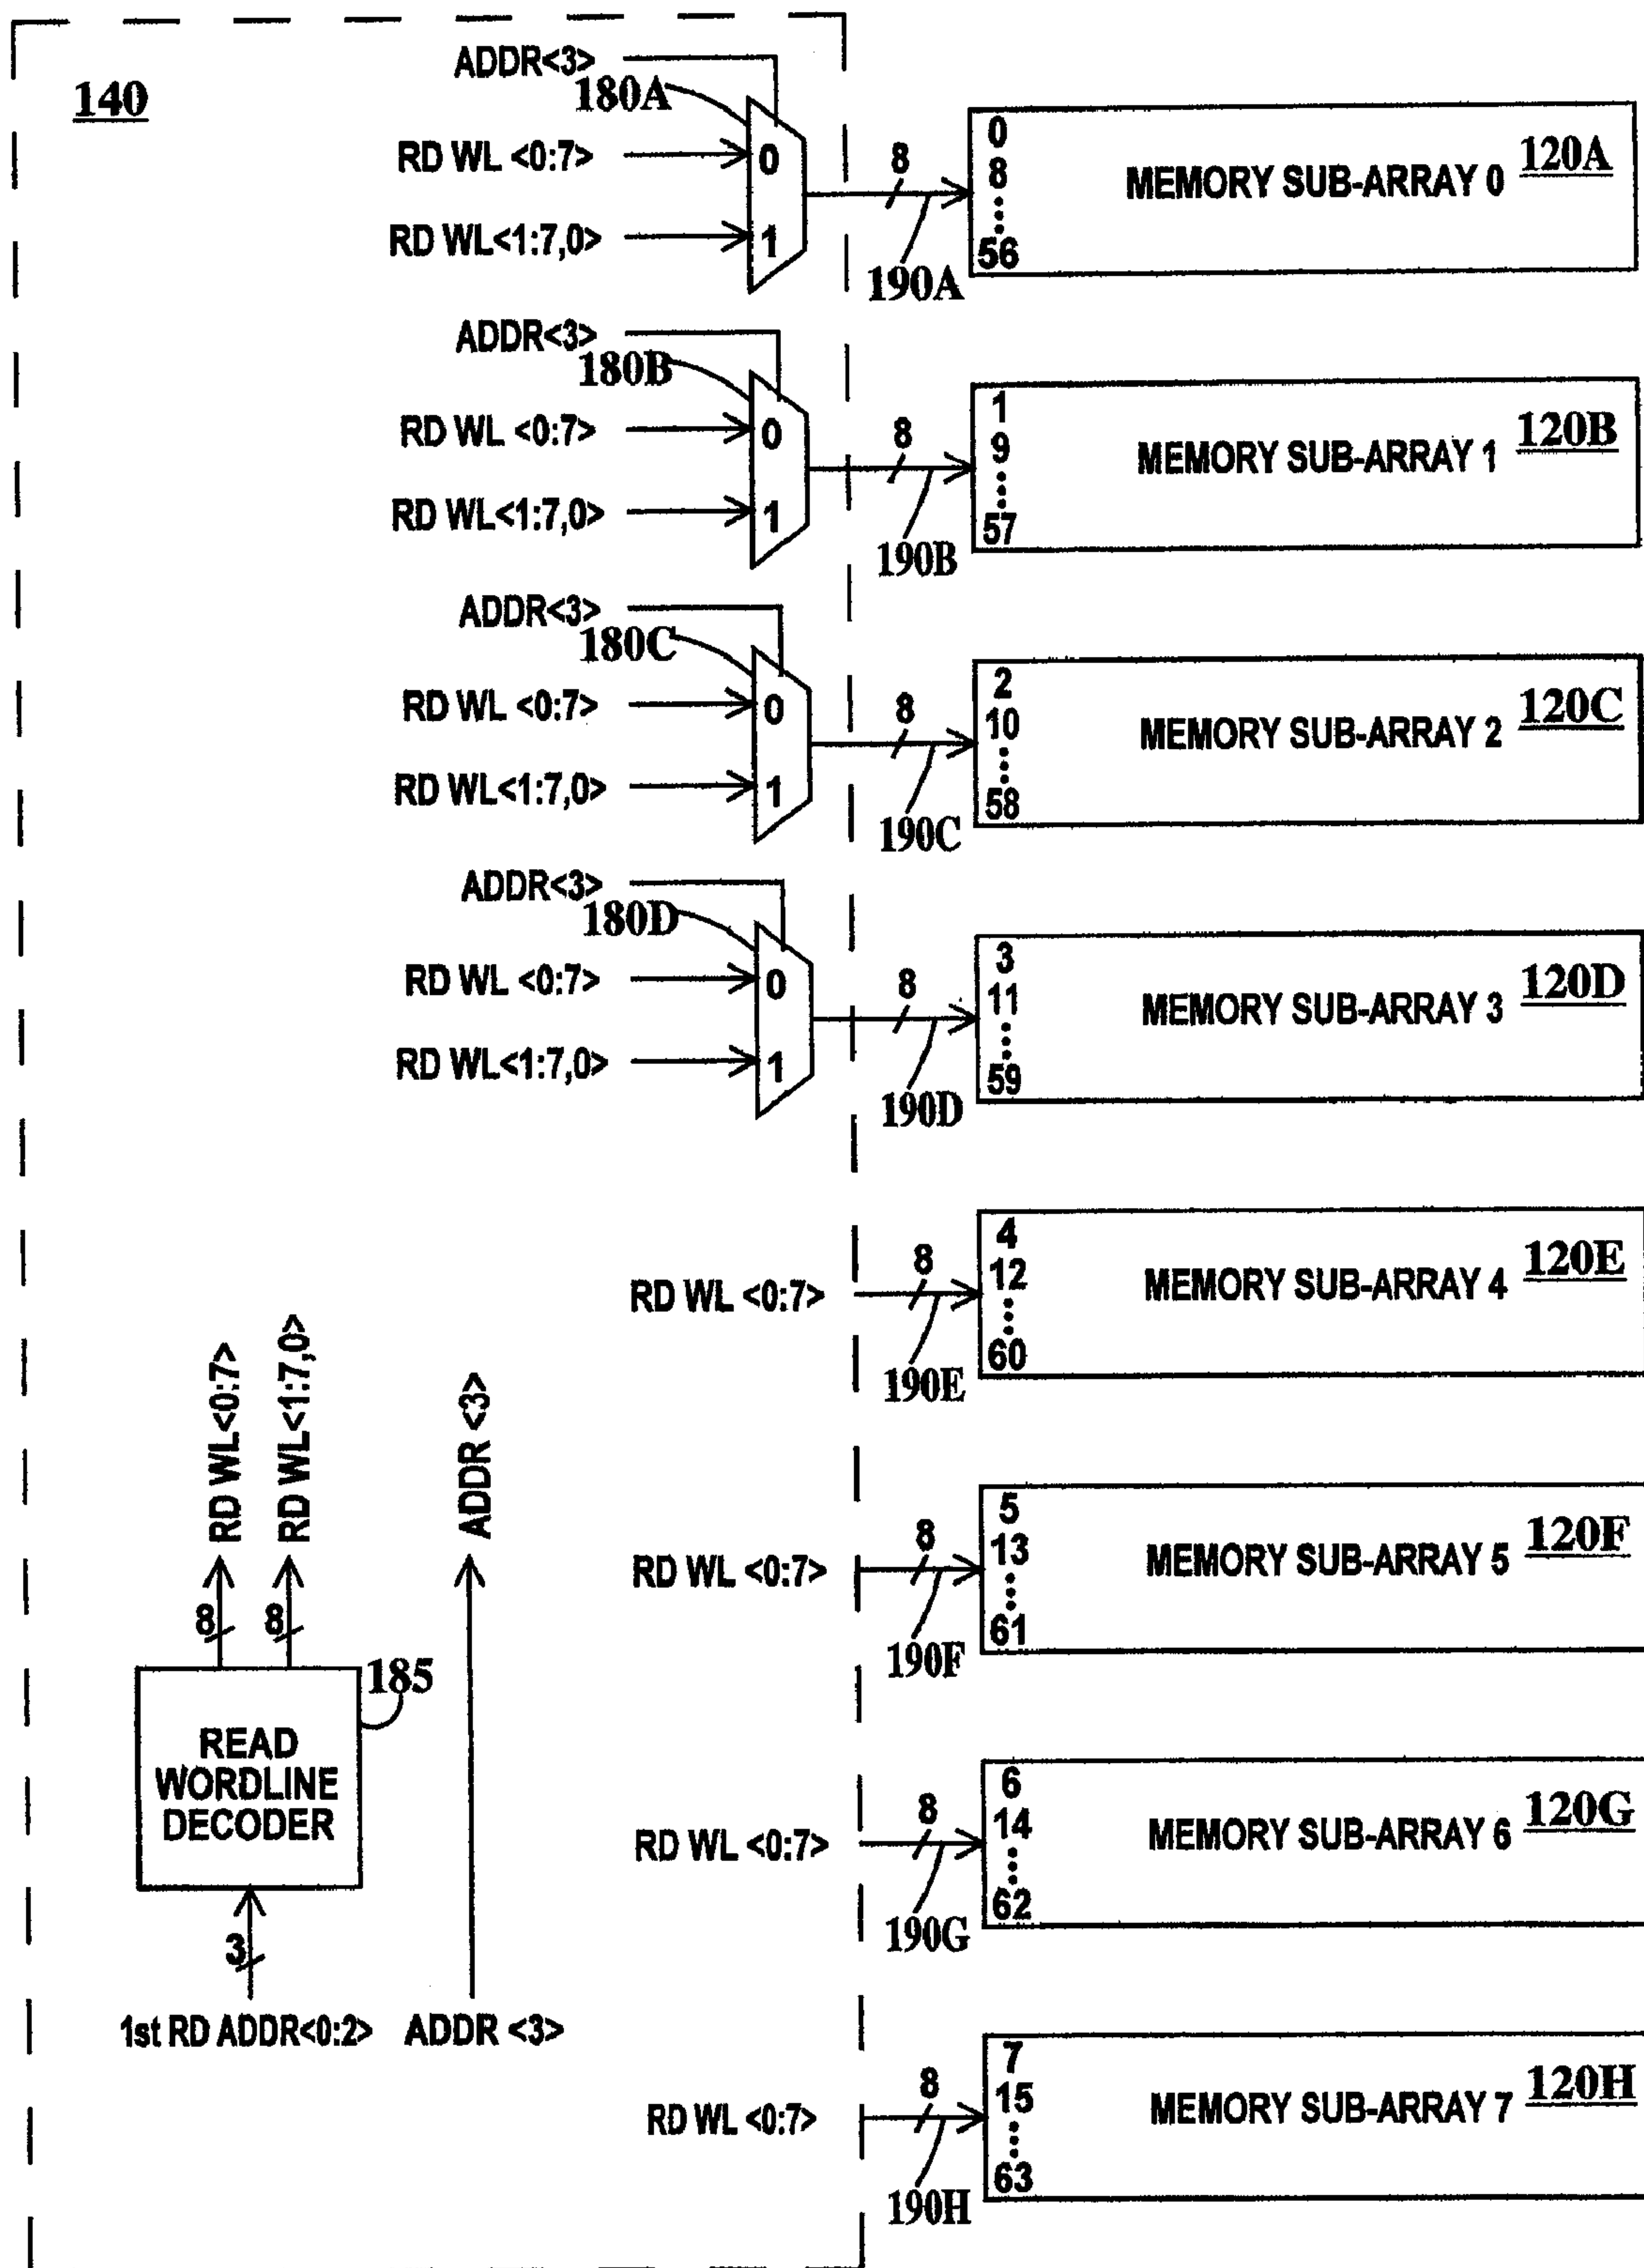 140
ADDR<3>
180A
RD WL <0:7>
RD WL<1:7,0>
0
1
8
190A
0
8
56
MEMORY SUB-ARRAY 0
120A
ADDR<3>
180B
RD WL <0:7>
RD WL<1:7,0>
0
1
8
190B
1
9
57
MEMORY SUB-ARRAY 1
120B
ADDR<3>
180C
RD WL <0:7>
RD WL<1:7,0>
0
1
8
190C
2
10
58
MEMORY SUB-ARRAY 2
120C
ADDR<3>
180D
RD WL <0:7>
RD WL<1:7,0>
0
1
8
190D
3
11
59
MEMORY SUB-ARRAY 3
120D
RD WL <0:7>
8
190E
4
12
60
MEMORY SUB-ARRAY 4
120E
RD WL <0:7>
8
190F
5
13
61
MEMORY SUB-ARRAY 5
120F
RD WL <0:7>
8
190G
6
14
62
MEMORY SUB-ARRAY 6
120G
RD WL <0:7>
8
190H
7
15
63
MEMORY SUB-ARRAY 7
120H
RD WL<0:7>
RD WL<1:7,0>
ADDR <3>
8
8
185
READ
WORDLINE
DECODER
3
1st RD ADDR<0:2>
ADDR <3>